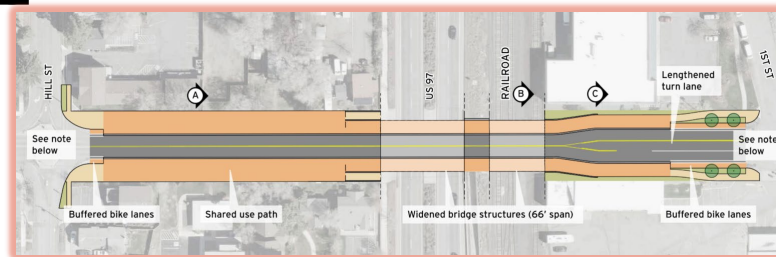 HILL ST
A
US 97
RAILROAD
B
C
1ST ST
Lengthened
turn lane
See note
below
See note
below
Buffered bike lanes
Shared use path
Widened bridge structures (66' span)
Buffered bike lanes